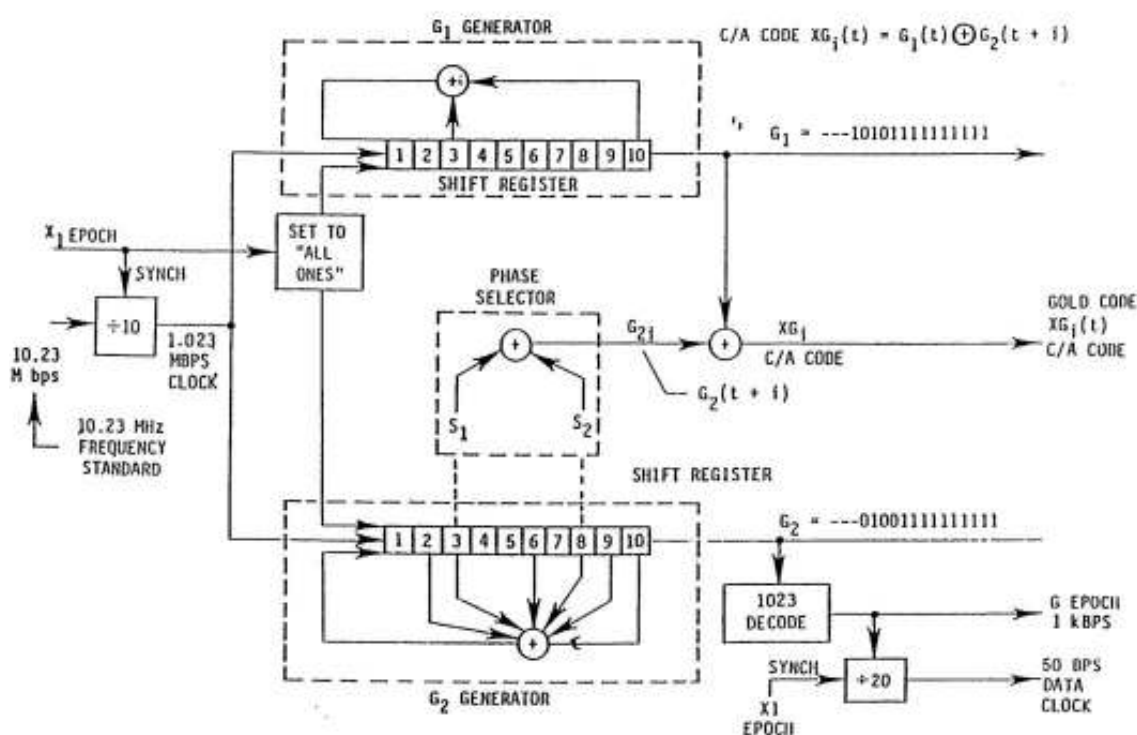 G1 GENERATOR
C/A CODE XGi(t) = G1(t) ⊕ G2(t + i)
+i
G1 = ---10101111111111
1 2 3 4 5 6 7 8 9 10
SHIFT REGISTER
X1 EPOCH
SET TO
"ALL
ONES"
SYNCH
÷10
10.23
M bps
1.023
MBPS
CLOCK
10.23 MHz
FREQUENCY
STANDARD
PHASE
SELECTOR
+
S1
S2
G2i
G2(t + i)
+
XGi
C/A CODE
GOLD CODE
XGi(t)
C/A CODE
SHIFT REGISTER
1 2 3 4 5 6 7 8 9 10
G2 = ---01001111111111
+
G2 GENERATOR
1023
DECODE
G EPOCH
1 kBPS
SYNCH
÷20
X1
EPOCH
50 BPS
DATA
CLOCK